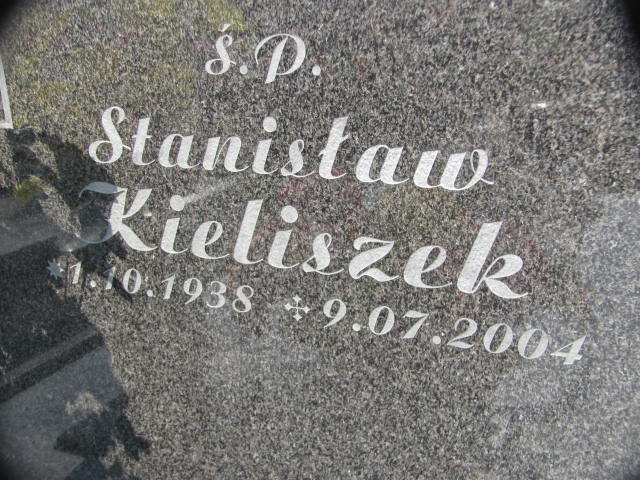 ś.P.
Stanisław
Kieliszek
*1.10.1938 ✣ 9.07.2004